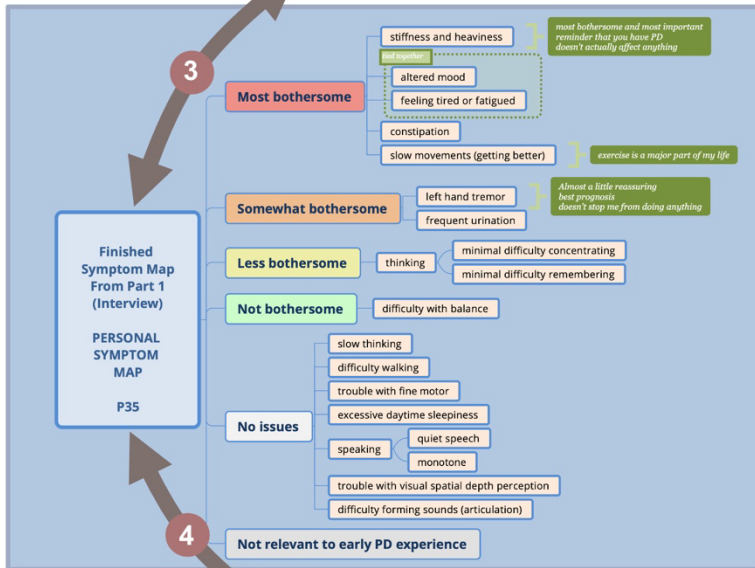 3
Most bothersome
stiffness and heaviness
most bothersome and most important
reminder that you have PD
doesn't actually affect anything
tied together
altered mood
feeling tired or fatigued
constipation
slow movements (getting better)
exercise is a major part of my life
Finished
Symptom Map
From Part 1
(Interview)
PERSONAL
SYMPTOM
MAP
P35
Somewhat bothersome
left hand tremor
frequent urination
Almost a little reassuring
best prognosis
doesn't stop me from doing anything
Less bothersome
thinking
minimal difficulty concentrating
minimal difficulty remembering
Not bothersome
difficulty with balance
No issues
slow thinking
difficulty walking
trouble with fine motor
excessive daytime sleepiness
speaking
quiet speech
monotone
trouble with visual spatial depth perception
difficulty forming sounds (articulation)
4
Not relevant to early PD experience